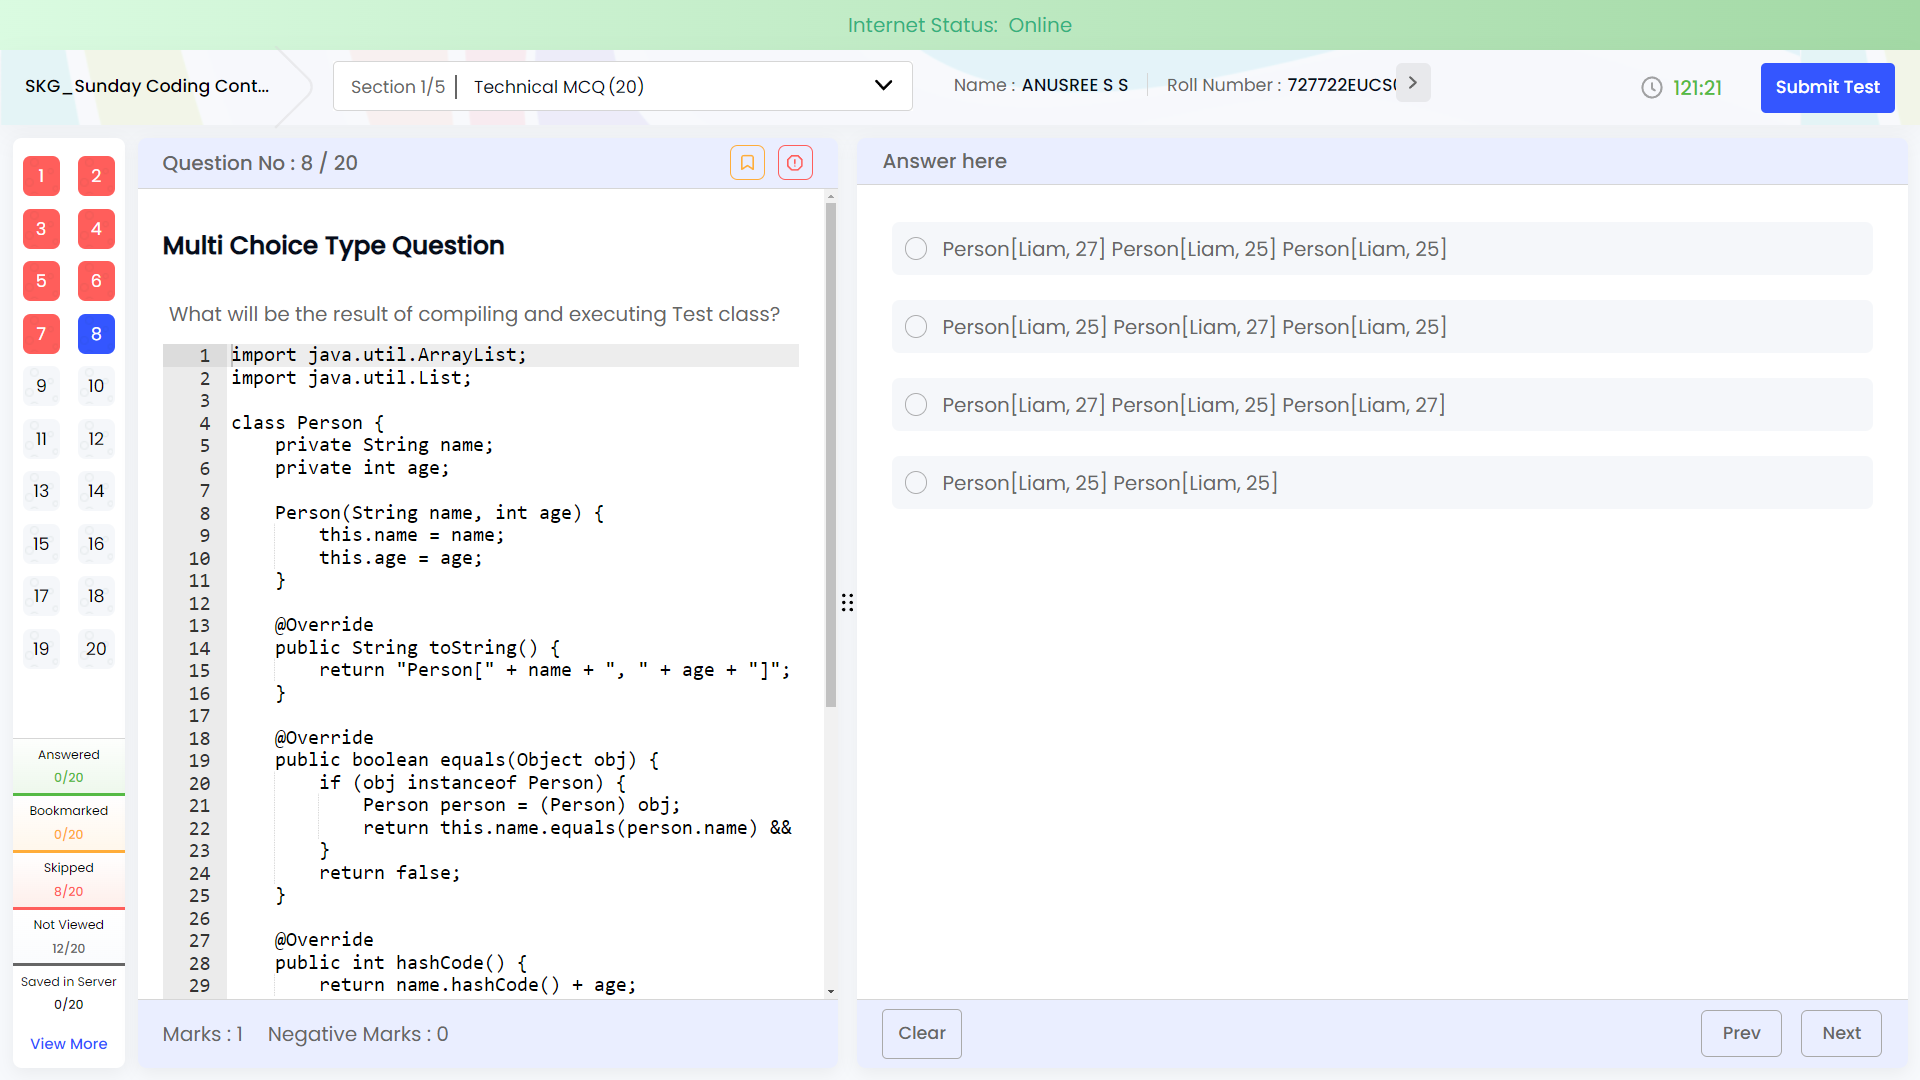 Internet Status: Online
SKG_Sunday Coding Cont...
Section 1/5 | Technical MCQ (20)
Name : ANUSREE S S
Roll Number : 727722EUCS
121:21
Submit Test
1 2
3 4
5 6
7 8
9 10
11 12
13 14
15 16
17 18
19 20
Answered
0/20
Bookmarked
0/20
Skipped
8/20
Not Viewed
12/20
Saved in Server
0/20
View More
Question No : 8 / 20
Multi Choice Type Question
What will be the result of compiling and executing Test class?
1 import java.util.ArrayList;
2 import java.util.List;
3
4 class Person {
5 private String name;
6 private int age;
7
8 Person(String name, int age) {
9 this.name = name;
10 this.age = age;
11 }
12
13 @Override
14 public String toString() {
15 return "Person[" + name + ", " + age + "]";
16 }
17
18 @Override
19 public boolean equals(Object obj) {
20 if (obj instanceof Person) {
21 Person person = (Person) obj;
22 return this.name.equals(person.name) &&
23 }
24 return false;
25 }
26
27 @Override
28 public int hashCode() {
29 return name.hashCode() + age;
Marks : 1 Negative Marks : 0
Answer here
Person[Liam, 27] Person[Liam, 25] Person[Liam, 25]
Person[Liam, 25] Person[Liam, 27] Person[Liam, 25]
Person[Liam, 27] Person[Liam, 25] Person[Liam, 27]
Person[Liam, 25] Person[Liam, 25]
Clear
Prev
Next